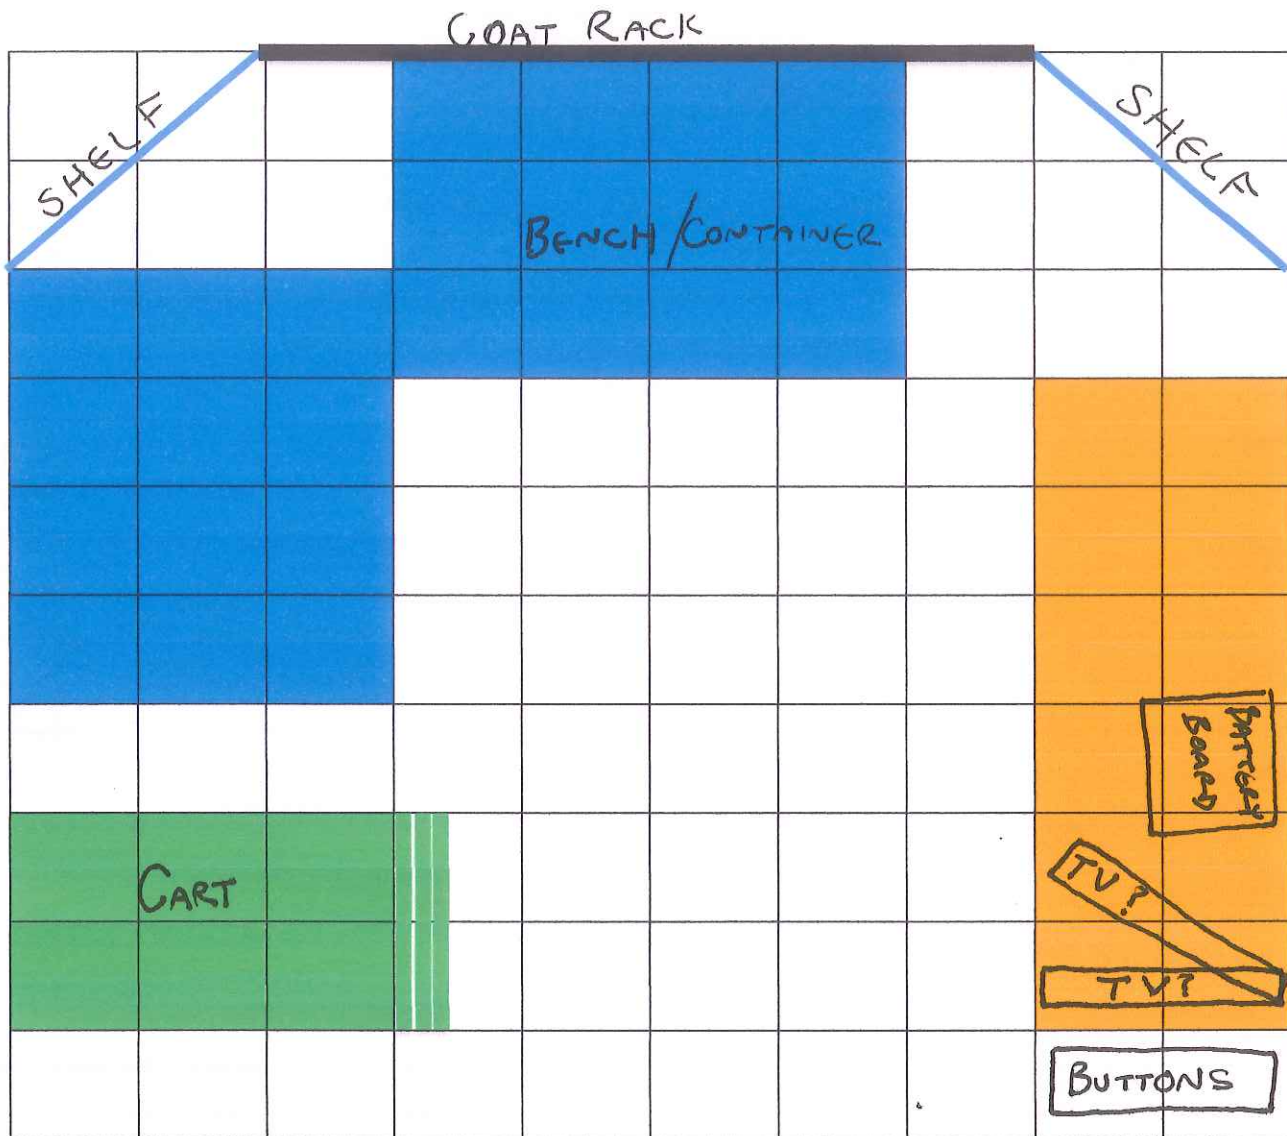 COAT RACK
SHELF
SHELF
BENCH/CONTAINER
BATTERY
BOARD
CART
TV?
TV?
BUTTONS